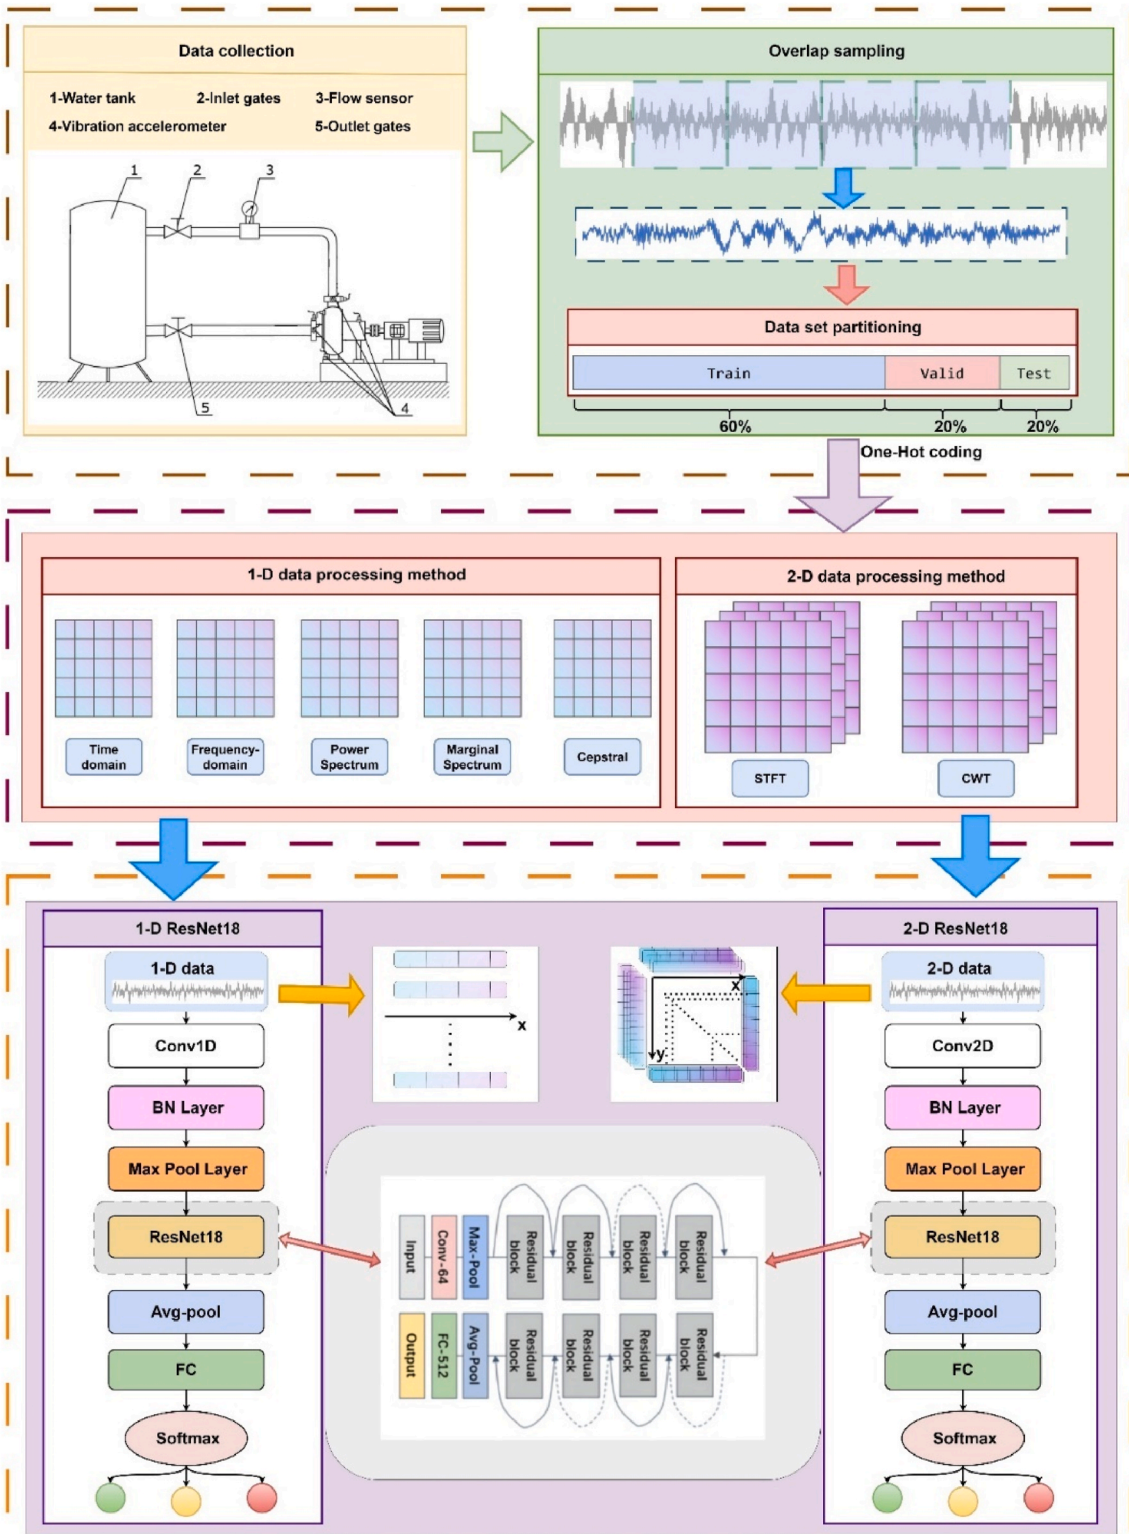 Data collection
1-Water tank 2-Inlet gates 3-Flow sensor
4-Vibration accelerometer 5-Outlet gates
1 2 3
5 4
Overlap sampling
Data set partitioning
Train Valid Test
60% 20% 20%
One-Hot coding
1-D data processing method
Time
domain
Frequency-
domain
Power
Spectrum
Marginal
Spectrum
Cepstral
2-D data processing method
STFT CWT
1-D ResNet18
1-D data
Conv1D
BN Layer
Max Pool Layer
ResNet18
Avg-pool
FC
Softmax
x
x
y
Input
Conv-64
Max-Pool
Residual
block
Residual
block
Residual
block
Residual
block
Output
FC-512
Avg-Pool
Residual
block
Residual
block
Residual
block
Residual
block
2-D ResNet18
2-D data
Conv2D
BN Layer
Max Pool Layer
ResNet18
Avg-pool
FC
Softmax